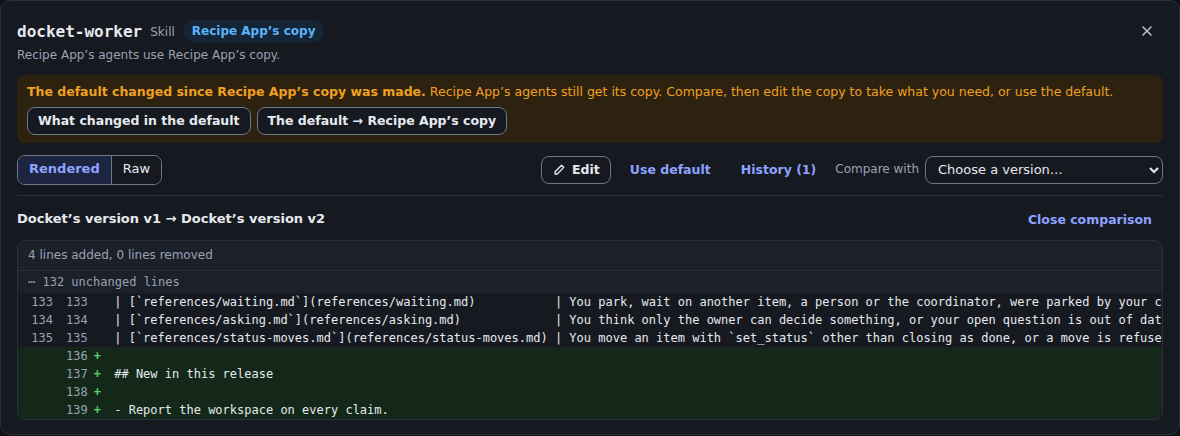 docket-worker Skill Recipe App’s copy
Recipe App’s agents use Recipe App’s copy.
The default changed since Recipe App’s copy was made. Recipe App’s agents still get its copy. Compare, then edit the copy to take what you need, or use the default.
What changed in the default The default → Recipe App’s copy
Rendered Raw Edit Use default History (1) Compare with Choose a version…
Docket’s version v1 → Docket’s version v2 Close comparison
4 lines added, 0 lines removed
⋯ 132 unchanged lines
133 133 | [`references/waiting.md`](references/waiting.md) | You park, wait on another item, a person or the coordinator, were parked by your c
134 134 | [`references/asking.md`](references/asking.md) | You think only the owner can decide something, or your open question is out of dat
135 135 | [`references/status-moves.md`](references/status-moves.md) | You move an item with `set_status` other than closing as done, or a move is refuse
136 +
137 + ## New in this release
138 +
139 + - Report the workspace on every claim.